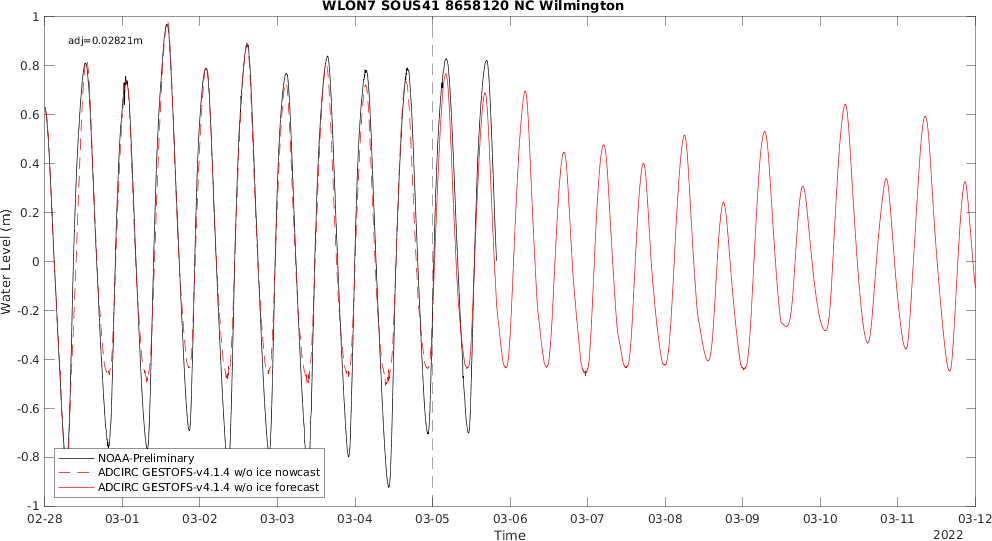 WLON7 SOUS41 8658120 NC Wilmington
adj=0.02821m
1
0.8
0.6
0.4
0.2
0
-0.2
-0.4
-0.6
-0.8
-1
Water Level (m)
NOAA-Preliminary
ADCIRC GESTOFS-v4.1.4 w/o ice nowcast
ADCIRC GESTOFS-v4.1.4 w/o ice forecast
02-28 03-01 03-02 03-03 03-04 03-05 03-06 03-07 03-08 03-09 03-10 03-11 03-12
Time
2022